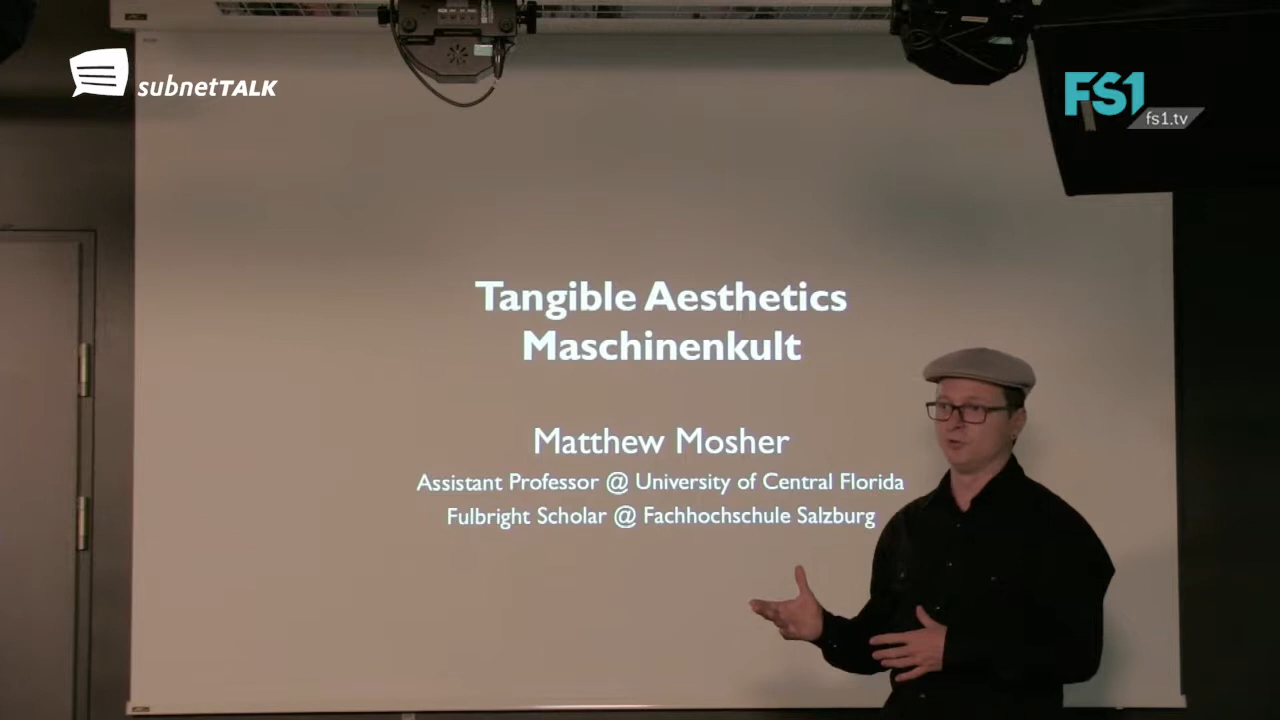 subnetTALK
FS1
fs1.tv
Tangible Aesthetics
Maschinenkult
Matthew Mosher
Assistant Professor @ University of Central Florida
Fulbright Scholar @ Fachhochschule Salzburg